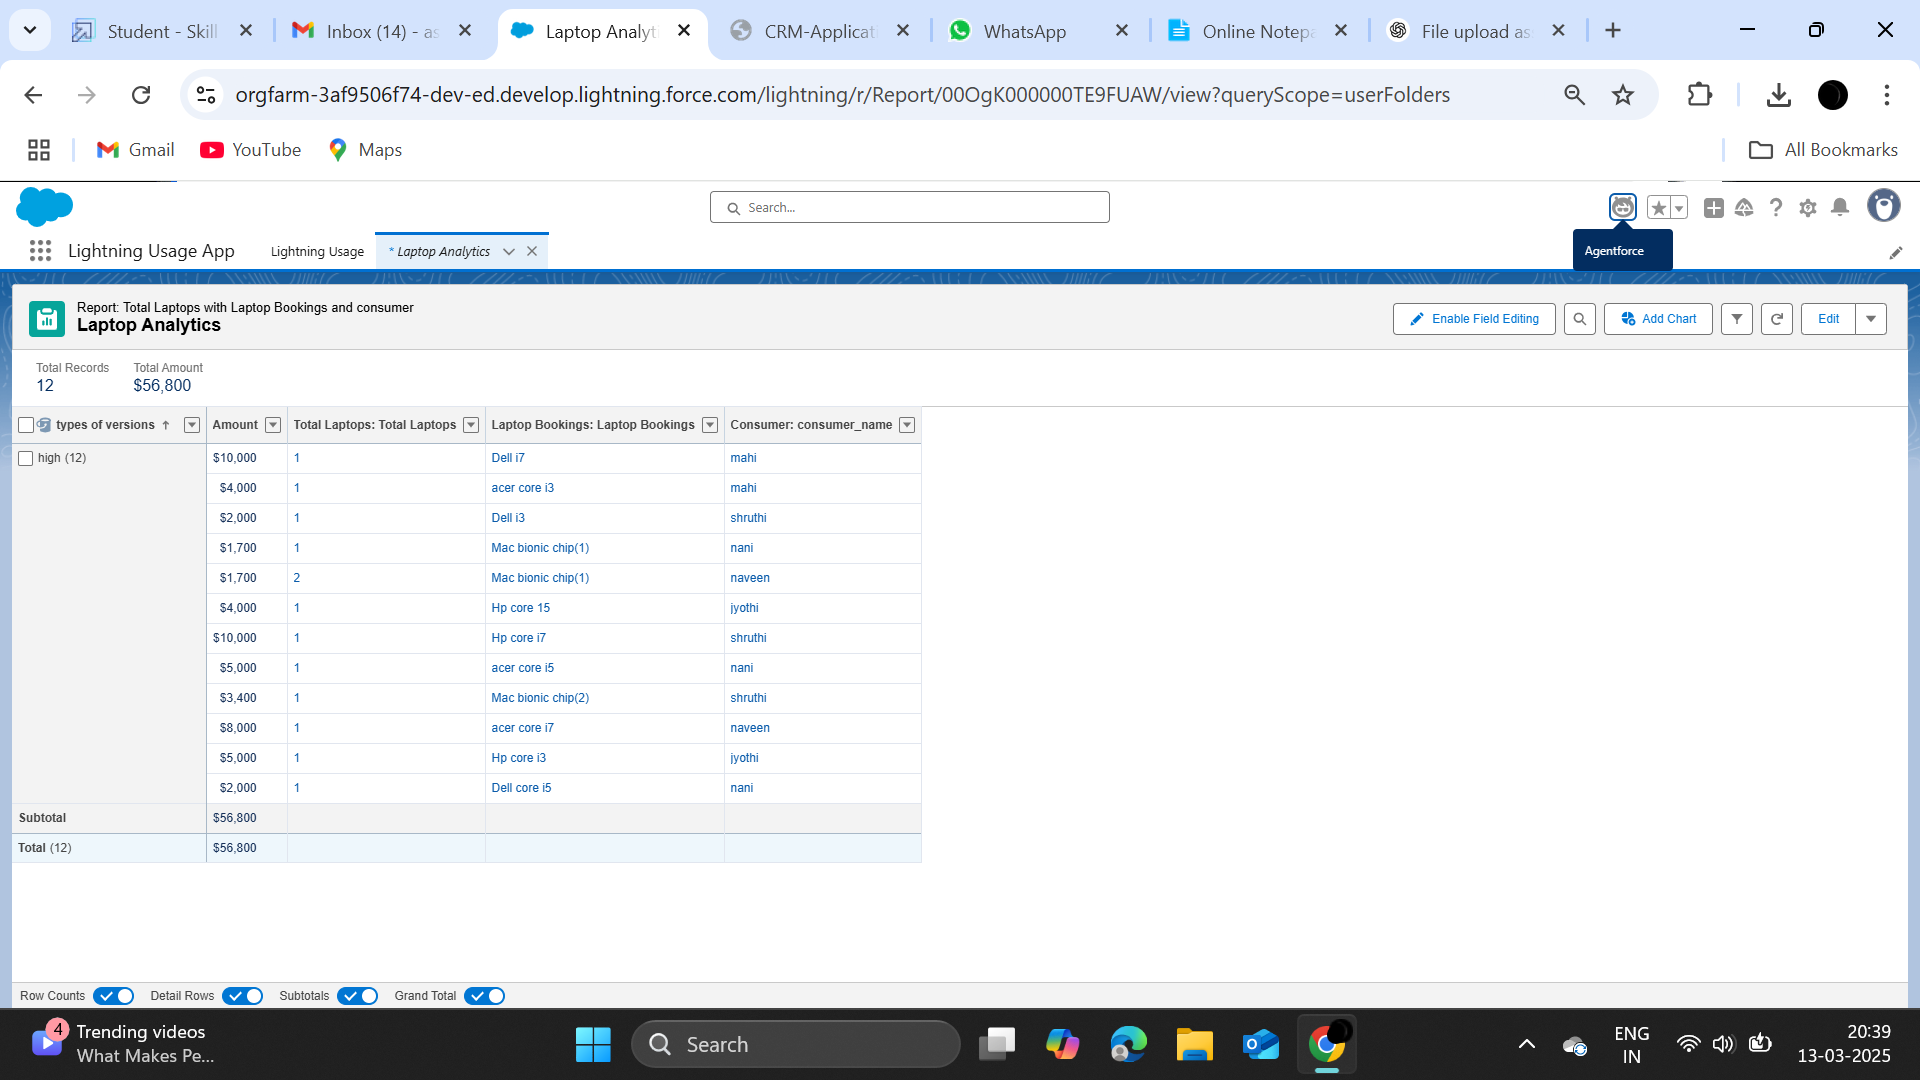 Student - Skill
Inbox (14) - as
Laptop Analyt
CRM-Applicati
WhatsApp
Online Notepa
File upload as
orgfarm-3af9506f74-dev-ed.develop.lightning.force.com/lightning/r/Report/00OgK000000TE9FUAW/view?queryScope=userFolders
Gmail
YouTube
Maps
All Bookmarks
Search...
Lightning Usage App
Lightning Usage
* Laptop Analytics
Agentforce
Report: Total Laptops with Laptop Bookings and consumer
Laptop Analytics
Enable Field Editing
Add Chart
Edit
Total Records
12
Total Amount
$56,800
types of versions ↑ Amount Total Laptops: Total Laptops Laptop Bookings: Laptop Bookings Consumer: consumer_name
high (12) $10,000 1 Dell i7 mahi
$4,000 1 acer core i3 mahi
$2,000 1 Dell i3 shruthi
$1,700 1 Mac bionic chip(1) nani
$1,700 2 Mac bionic chip(1) naveen
$4,000 1 Hp core 15 jyothi
$10,000 1 Hp core i7 shruthi
$5,000 1 acer core i5 nani
$3,400 1 Mac bionic chip(2) shruthi
$8,000 1 acer core i7 naveen
$5,000 1 Hp core i3 jyothi
$2,000 1 Dell core i5 nani
Subtotal $56,800
Total (12) $56,800
Row Counts
Detail Rows
Subtotals
Grand Total
4
Trending videos
What Makes Pe...
Search
ENG
IN
20:39
13-03-2025